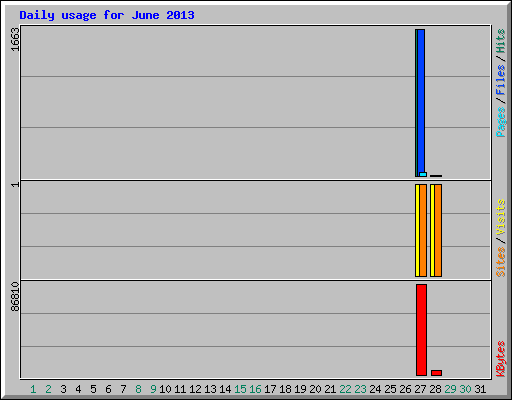 Daily usage for June 2013
1663
1
86810
Pages/Files/Hits
Sites/Visits
KBytes
1 2 3 4 5 6 7 8 9 10 11 12 13 14 15 16 17 18 19 20 21 22 23 24 25 26 27 28 29 30 31